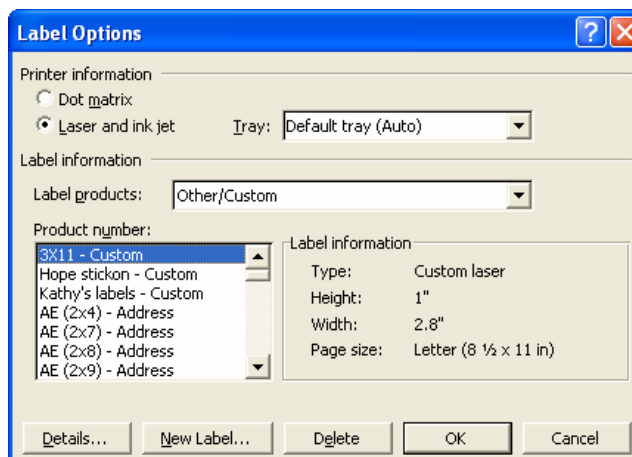 Label Options
Printer information
Dot matrix
Laser and ink jet Tray: Default tray (Auto)
Label information
Label products: Other/Custom
Product number:
3X11 - Custom
Hope stickon - Custom
Kathy's labels - Custom
AE (2x4) - Address
AE (2x7) - Address
AE (2x8) - Address
AE (2x9) - Address
Label information
Type: Custom laser
Height: 1"
Width: 2.8"
Page size: Letter (8 ½ x 11 in)
Details... New Label... Delete OK Cancel